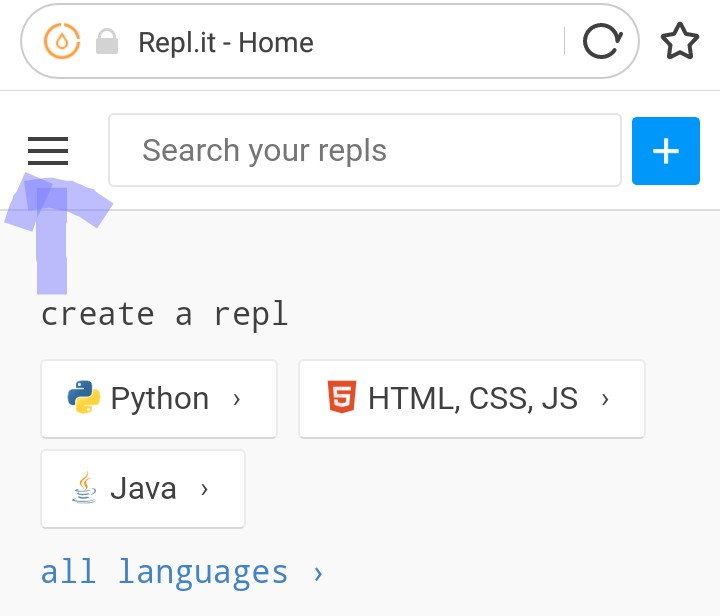 Repl.it - Home
Search your repls
create a repl
Python ›
HTML, CSS, JS ›
Java ›
all languages ›